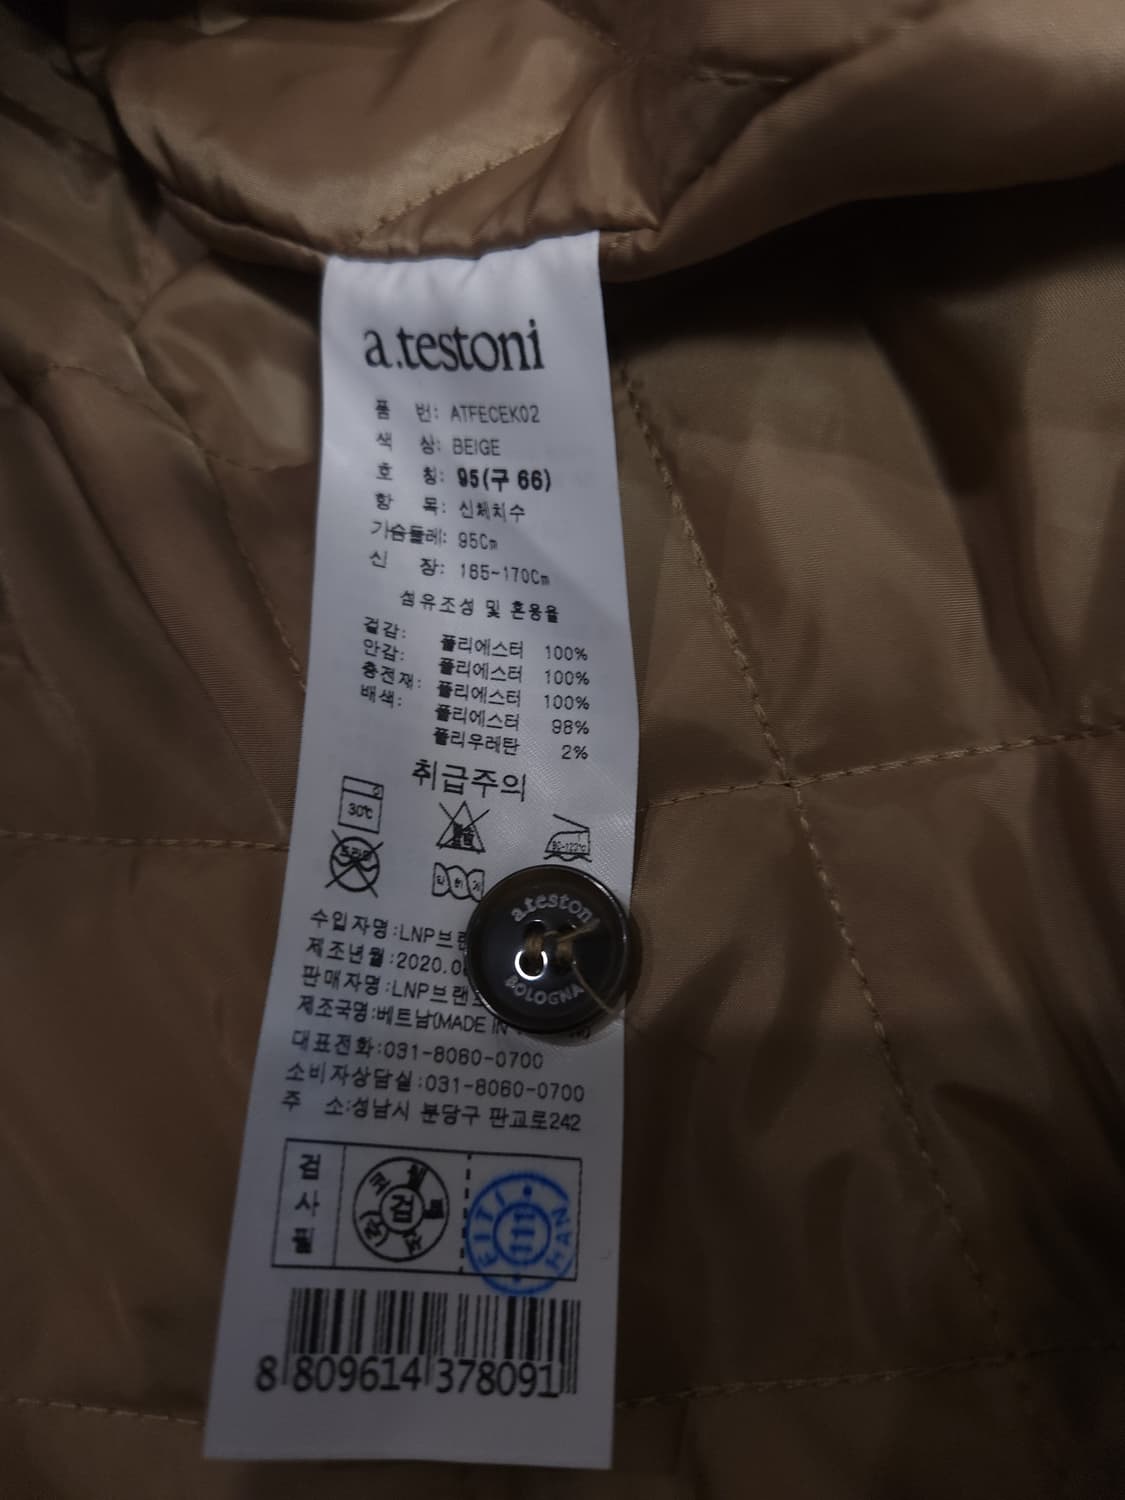 a.testoni
품 번: ATFECEK02
색 상: BEIGE
호 칭: 95(구 66)
항 목: 신체치수
가슴둘레: 95Cm
신 장: 165~170Cm
섬유조성 및 혼용율
겉감: 폴리에스터 100%
안감: 폴리에스터 100%
충전재: 폴리에스터 100%
배색: 폴리에스터 98%
폴리우레탄 2%
취급주의
30℃
드라이
수입자명:LNP브랜
제조년월:2020.0
판매자명:LNP브랜
제조국명:베트남(MADE IN
a.testoni
BOLOGNA
대표전화:031-8060-0700
소비자상담실:031-8060-0700
주 소:성남시 분당구 판교로242
검사필
검
111
8 809614 378091